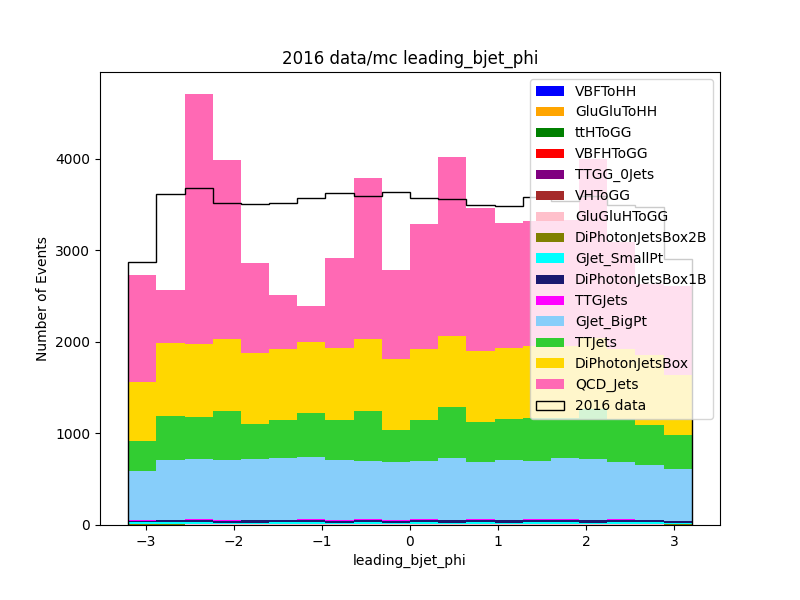 2016 data/mc leading_bjet_phi
Number of Events
4000
3000
2000
1000
0
VBFToHH
GluGluToHH
ttHToGG
VBFHToGG
TTGG_0Jets
VHToGG
GluGluHToGG
DiPhotonJetsBox2B
GJet_SmallPt
DiPhotonJetsBox1B
TTGJets
GJet_BigPt
TTJets
DiPhotonJetsBox
QCD_Jets
2016 data
−3 −2 −1 0 1 2 3
leading_bjet_phi